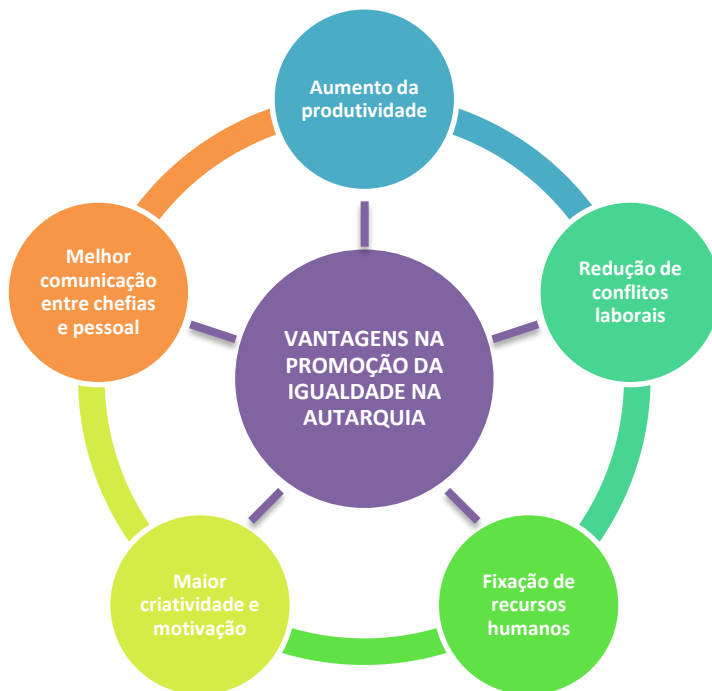 Aumento da
produtividade
Melhor
comunicação
entre chefias
e pessoal
Redução de
conflitos
laborais
VANTAGENS NA
PROMOÇÃO DA
IGUALDADE NA
AUTARQUIA
Maior
criatividade e
motivação
Fixação de
recursos
humanos